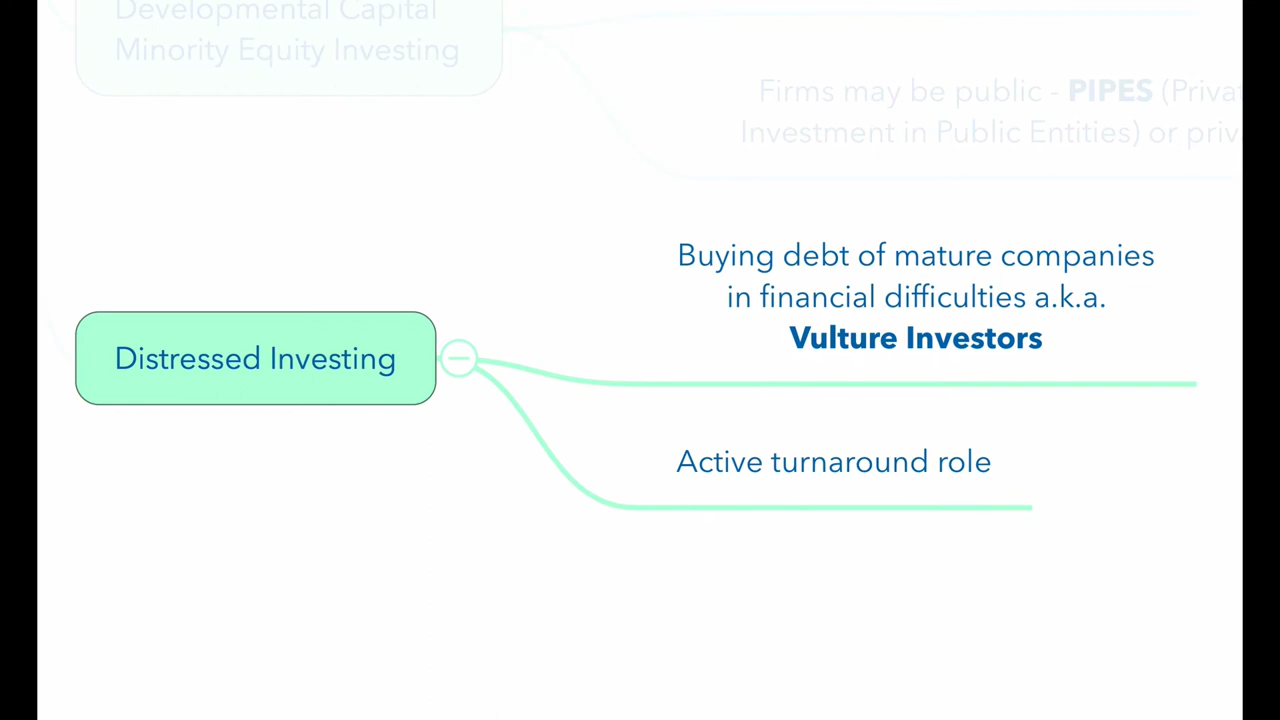 Developmental Capital
Minority Equity Investing
Firms may be public - PIPES (Privat
Investment in Public Entities) or priv
Buying debt of mature companies
in financial difficulties a.k.a.
Vulture Investors
Distressed Investing
Active turnaround role